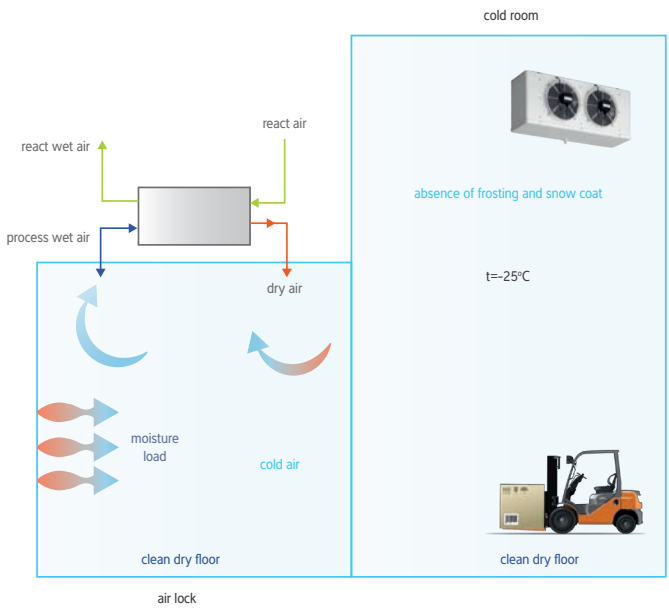 cold room
react air
react wet air
absence of frosting and snow coat
process wet air
t=-25ºC
dry air
moisture
load
cold air
clean dry floor
clean dry floor
air lock